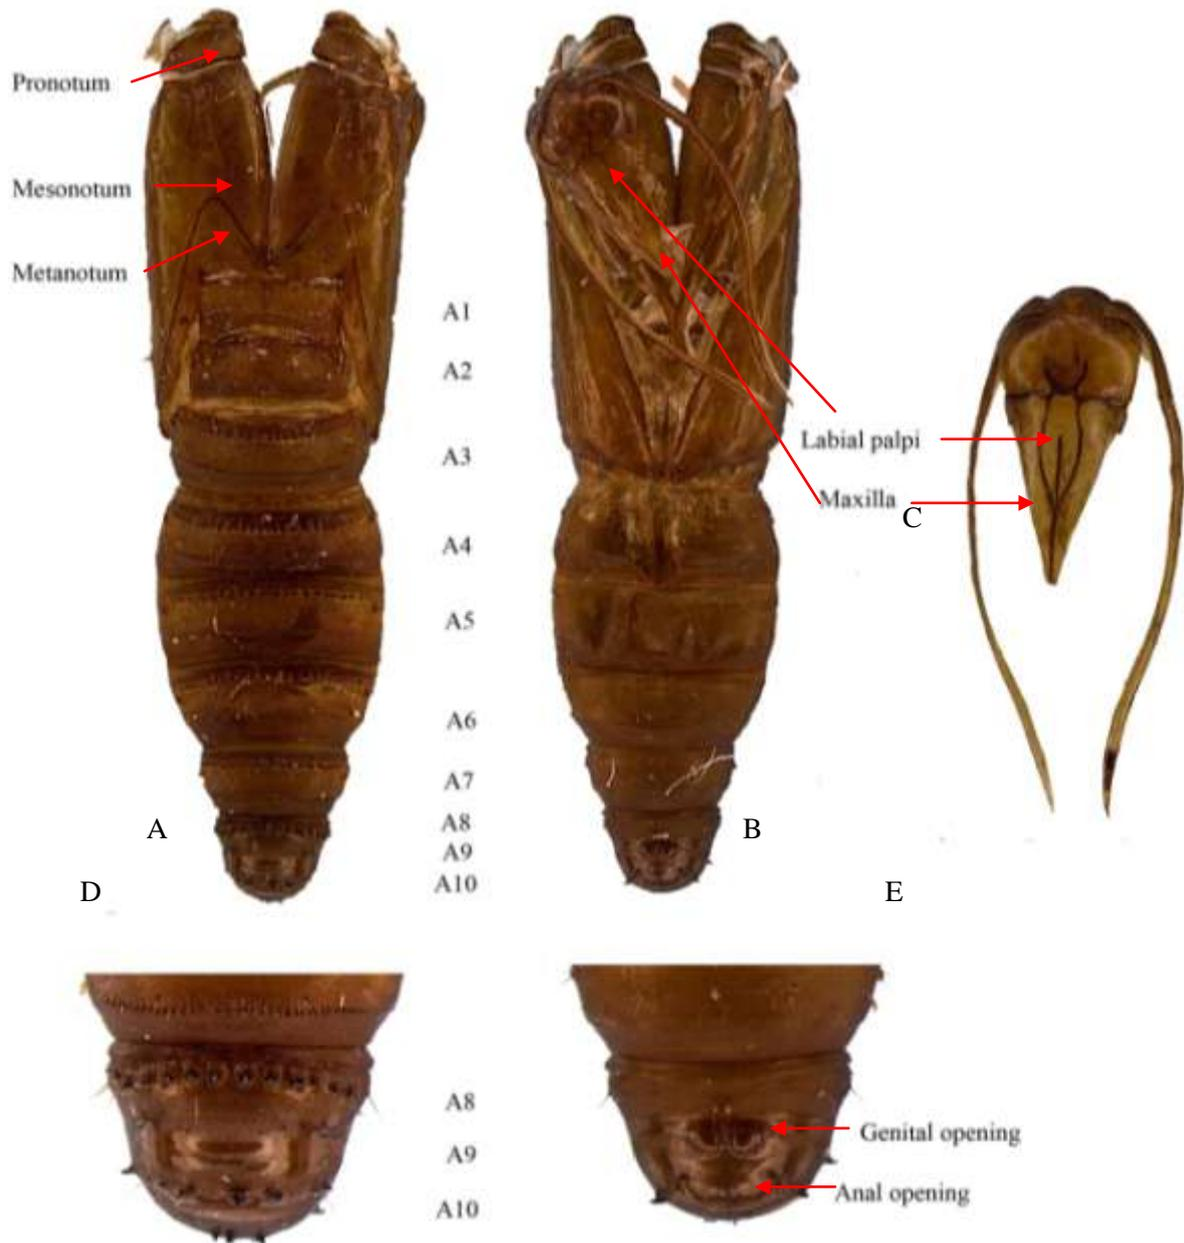 Pronotum
Mesonotum
Metanotum
A1
A2
A3
Labial palpi
Maxilla
C
A4
A5
A6
A7
A
A8
B
A9
A10
D
E
A8
Genital opening
A9
Anal opening
A10